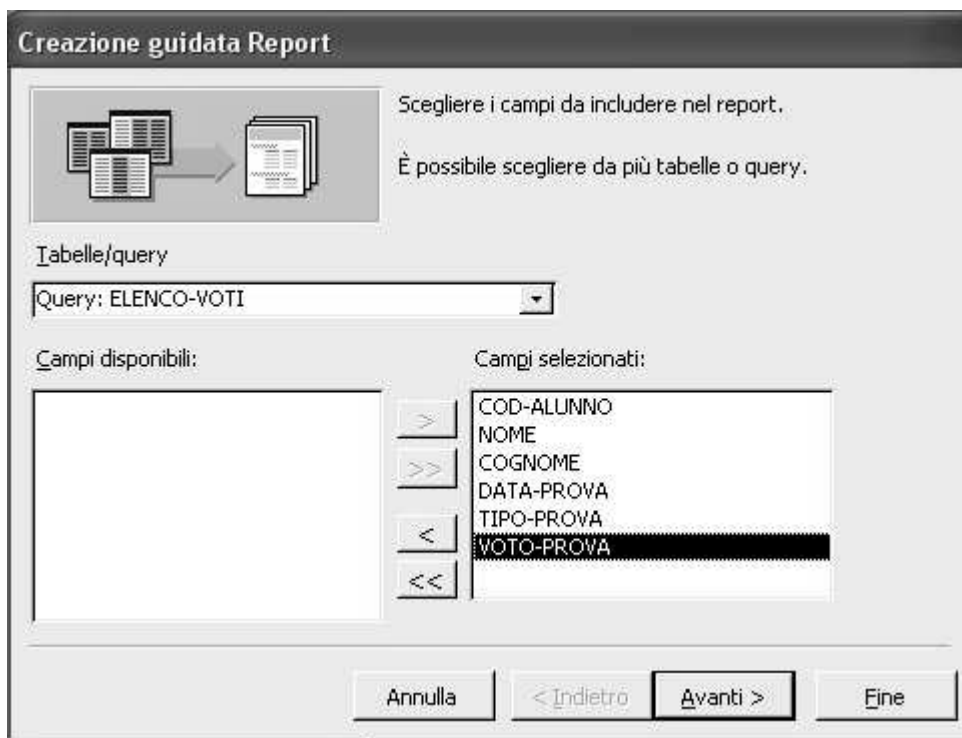 Creazione guidata Report
Scegliere i campi da includere nel report.
È possibile scegliere da più tabelle o query.
Tabelle/query
Query: ELENCO-VOTI
Campi disponibili:
Campi selezionati:
COD-ALUNNO
NOME
COGNOME
DATA-PROVA
TIPO-PROVA
VOTO-PROVA
>
>>
<
<<
Annulla
< Indietro
Avanti >
Fine